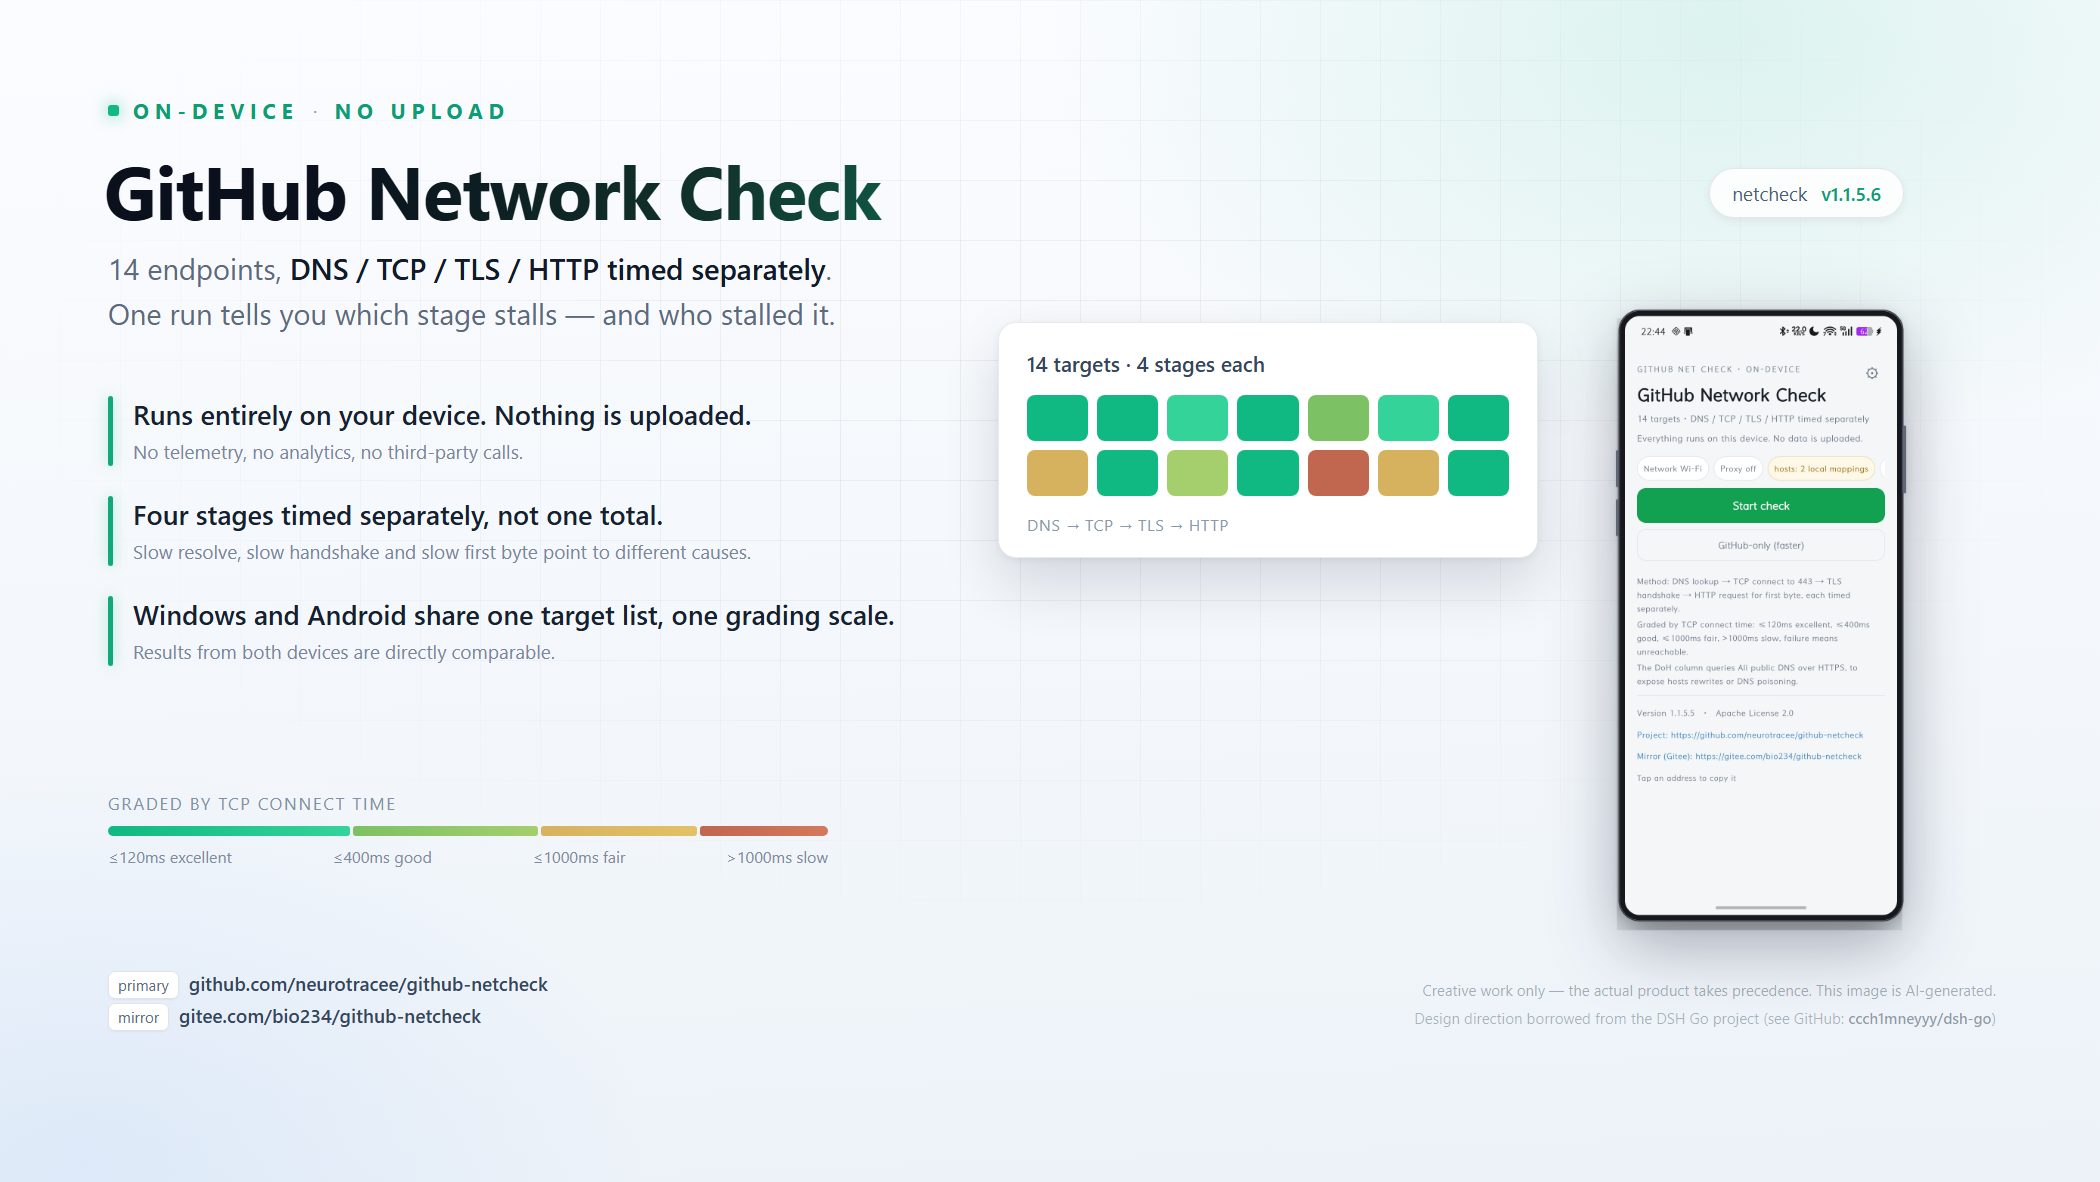 ON-DEVICE · NO UPLOAD
GitHub Network Check
14 endpoints, DNS / TCP / TLS / HTTP timed separately.
One run tells you which stage stalls — and who stalled it.
Runs entirely on your device. Nothing is uploaded.
No telemetry, no analytics, no third-party calls.
Four stages timed separately, not one total.
Slow resolve, slow handshake and slow first byte point to different causes.
Windows and Android share one target list, one grading scale.
Results from both devices are directly comparable.
GRADED BY TCP CONNECT TIME
≤120ms excellent ≤400ms good ≤1000ms fair >1000ms slow
primary github.com/neurotracee/github-netcheck
mirror gitee.com/bio234/github-netcheck
14 targets · 4 stages each
DNS → TCP → TLS → HTTP
netcheck v1.1.5.6
22:44
GITHUB NET CHECK · ON-DEVICE
GitHub Network Check
14 targets · DNS / TCP / TLS / HTTP timed separately
Everything runs on this device. No data is uploaded.
Network Wi-Fi Proxy off hosts: 2 local mappings
Start check
GitHub-only (faster)
Method: DNS lookup → TCP connect to 443 → TLS
handshake → HTTP request for first byte, each timed
separately.
Graded by TCP connect time: ≤120ms excellent, ≤400ms
good, ≤1000ms fair, >1000ms slow, failure means
unreachable.
The DoH column queries Ali public DNS over HTTPS, to
expose hosts rewrites or DNS poisoning.
Version 1.1.5.5 · Apache License 2.0
Project: https://github.com/neurotracee/github-netcheck
Mirror (Gitee): https://gitee.com/bio234/github-netcheck
Tap an address to copy it
Creative work only — the actual product takes precedence. This image is AI-generated.
Design direction borrowed from the DSH Go project (see GitHub: ccch1mneyyy/dsh-go)